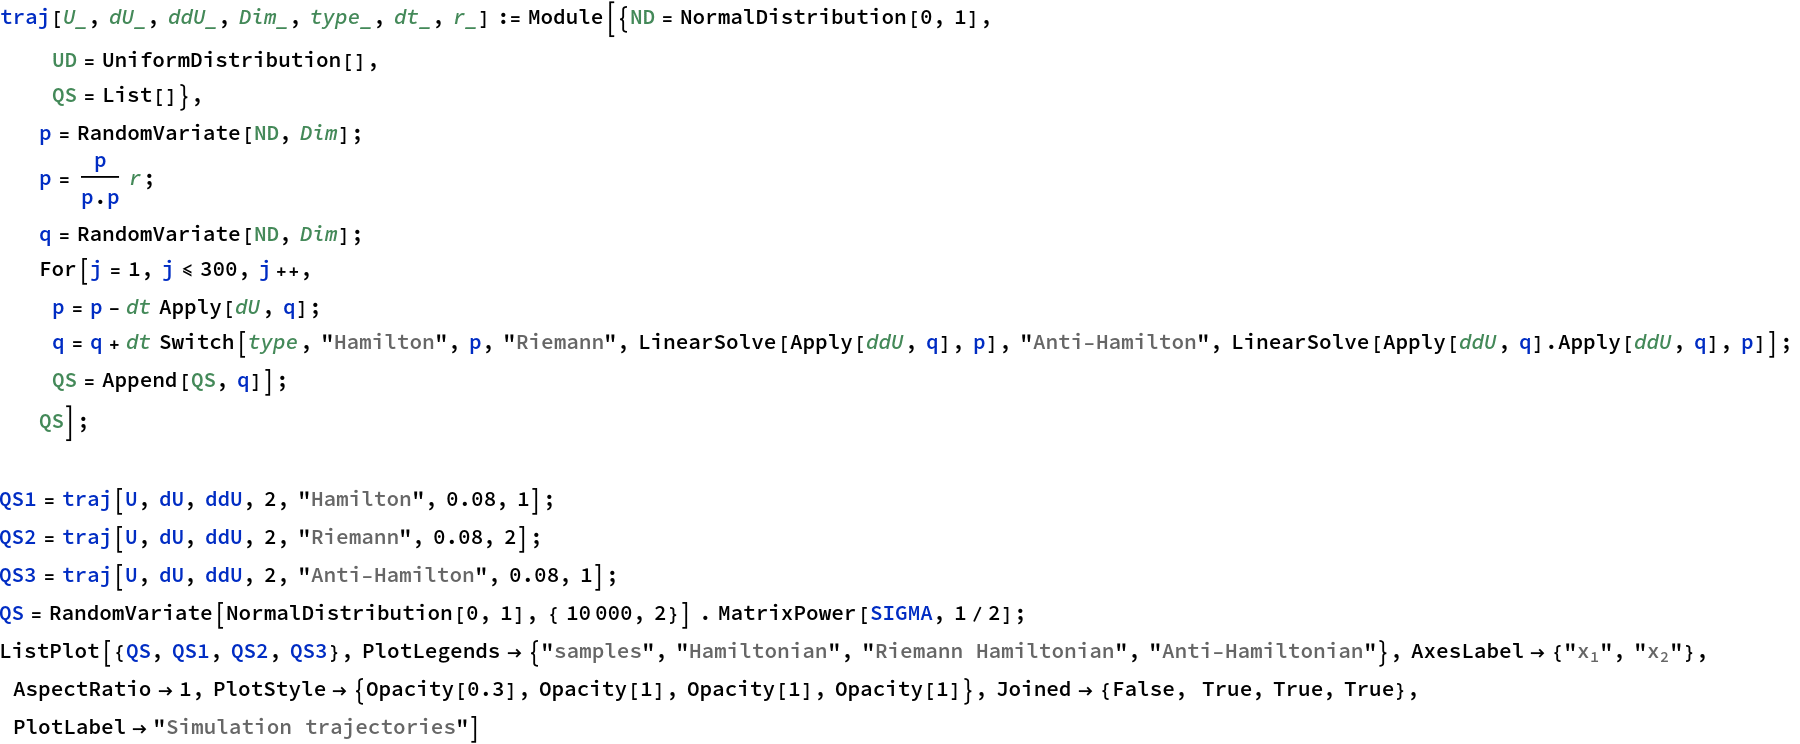 traj[U_, dU_, ddU_, Dim_, type_, dt_, r_] := Module[{ND = NormalDistribution[0, 1],
UD = UniformDistribution[],
QS = List[]},
p = RandomVariate[ND, Dim];
p = p/p.p r;
q = RandomVariate[ND, Dim];
For[j = 1, j ⩽ 300, j++,
p = p - dt Apply[dU, q];
q = q + dt Switch[type, "Hamilton", p, "Riemann", LinearSolve[Apply[ddU, q], p], "Anti-Hamilton", LinearSolve[Apply[ddU, q].Apply[ddU, q], p]];
QS = Append[QS, q]];
QS];
QS1 = traj[U, dU, ddU, 2, "Hamilton", 0.08, 1];
QS2 = traj[U, dU, ddU, 2, "Riemann", 0.08, 2];
QS3 = traj[U, dU, ddU, 2, "Anti-Hamilton", 0.08, 1];
QS = RandomVariate[NormalDistribution[0, 1], {10 000, 2}] . MatrixPower[SIGMA, 1 / 2];
ListPlot[{QS, QS1, QS2, QS3}, PlotLegends → {"samples", "Hamiltonian", "Riemann Hamiltonian", "Anti-Hamiltonian"}, AxesLabel → {"x₁", "x₂"},
AspectRatio → 1, PlotStyle → {Opacity[0.3], Opacity[1], Opacity[1], Opacity[1]}, Joined → {False, True, True, True},
PlotLabel → "Simulation trajectories"]